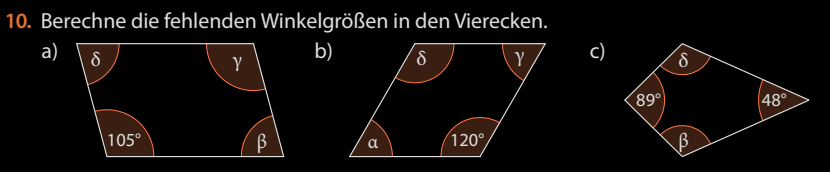 10. Berechne die fehlenden Winkelgrößen in den Vierecken.
a) b) c)
δ γ δ γ δ
89° 48°
105° β α 120° β